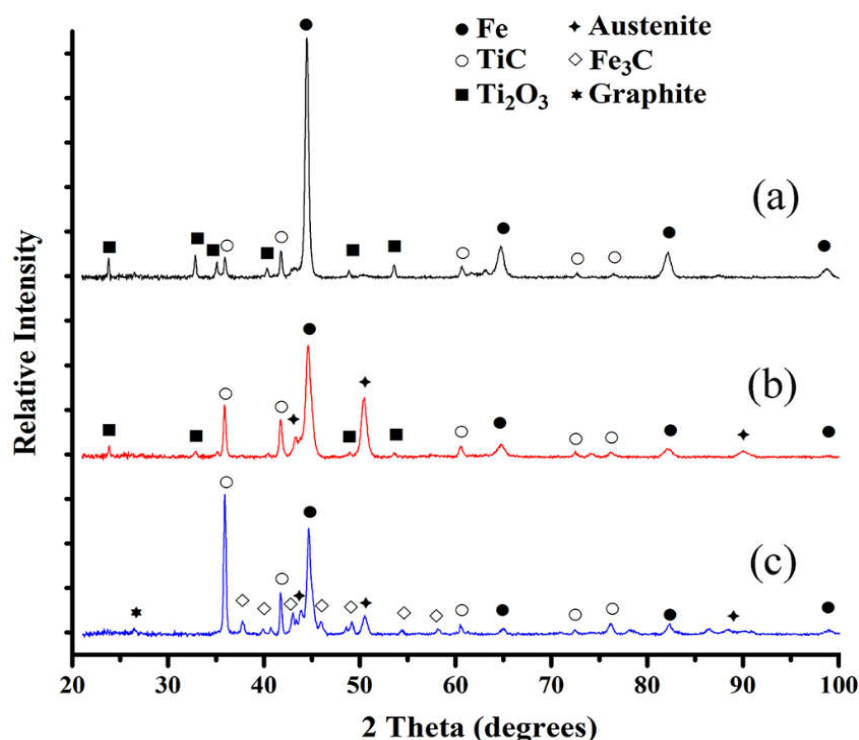 ● Fe ✦ Austenite
○ TiC ◇ Fe₃C
■ Ti₂O₃ ✶ Graphite
(a)
(b)
(c)
Relative Intensity
20 30 40 50 60 70 80 90 100
2 Theta (degrees)